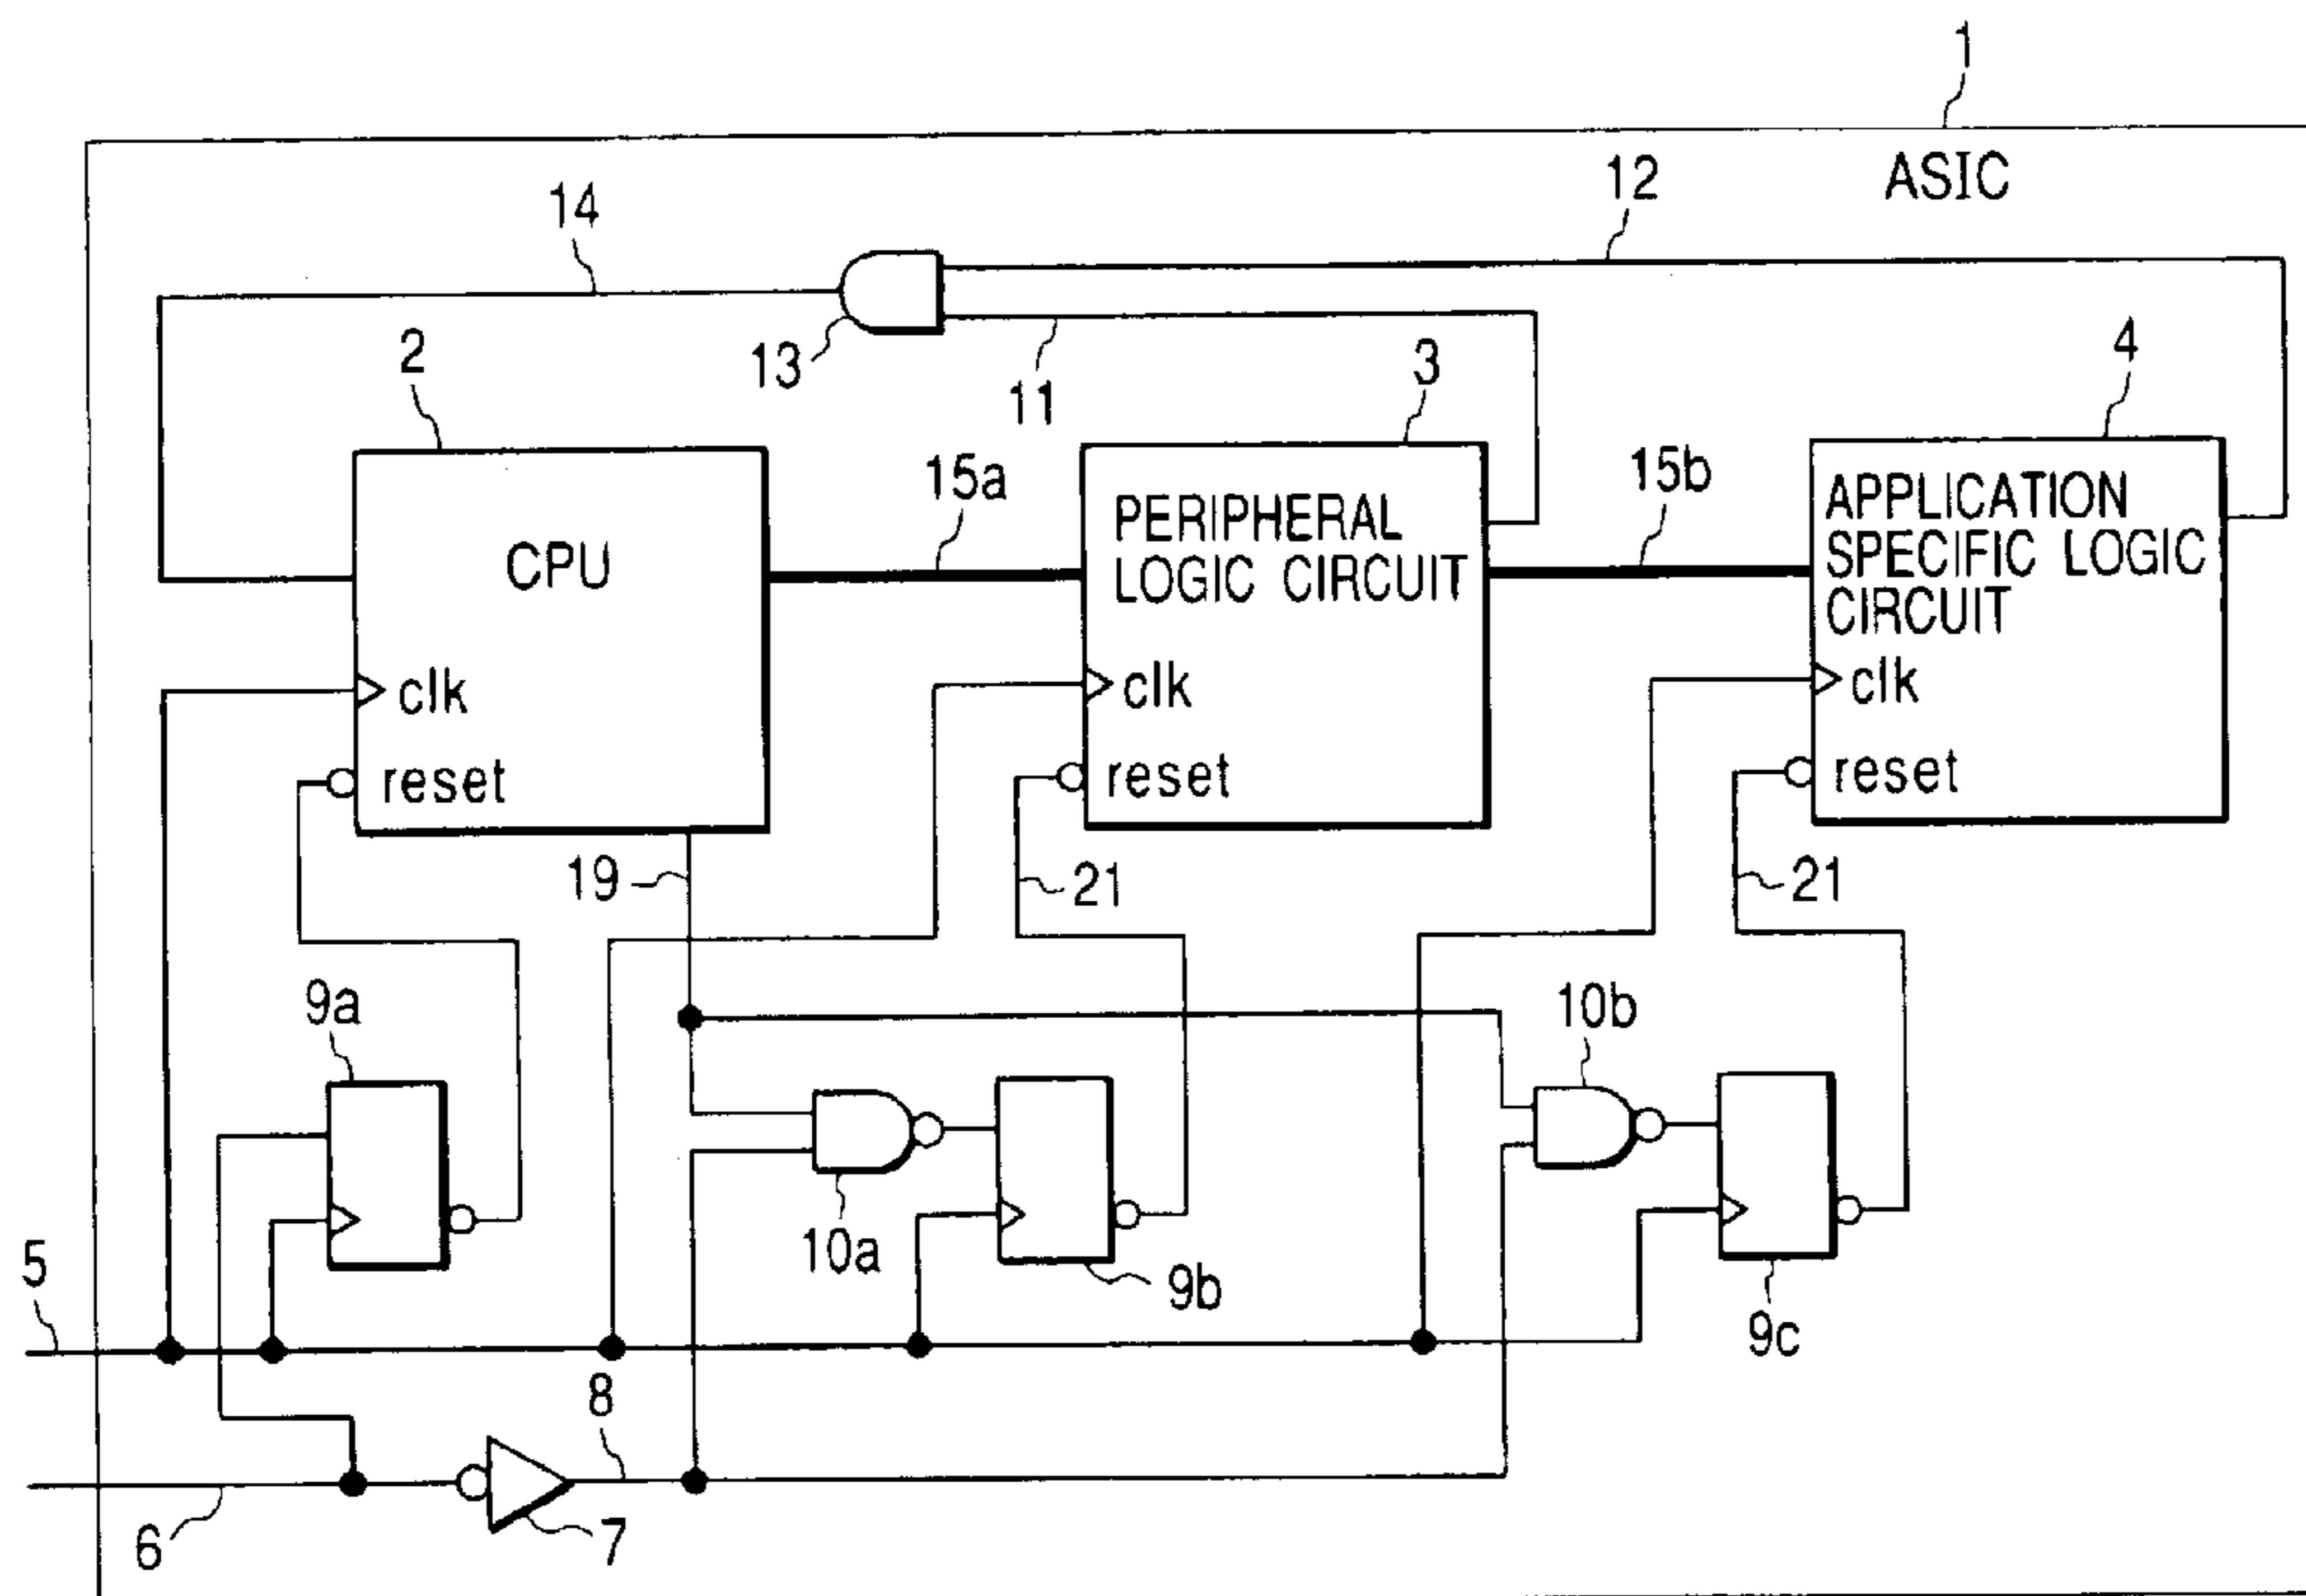 1
ASIC
12
14
13
11
2
3
4
15a
15b
CPU
PERIPHERAL
LOGIC CIRCUIT
APPLICATION
SPECIFIC LOGIC
CIRCUIT
clk
clk
clk
reset
reset
reset
19
21
21
9a
10b
10a
9b
9c
5
8
6
7